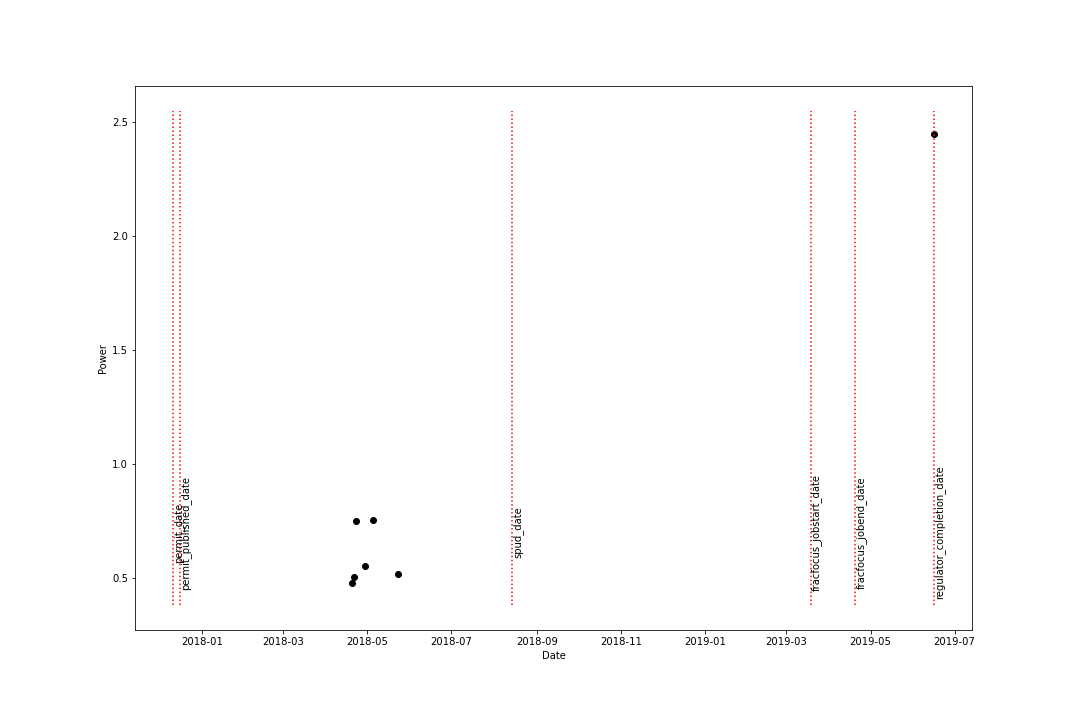 2.5
2.0
1.5
1.0
0.5
Power
permit_date
permit_published_date
spud_date
fracfocus_jobstart_date
fracfocus_jobend_date
regulator_completion_date
2018-01
2018-03
2018-05
2018-07
2018-09
2018-11
2019-01
2019-03
2019-05
2019-07
Date